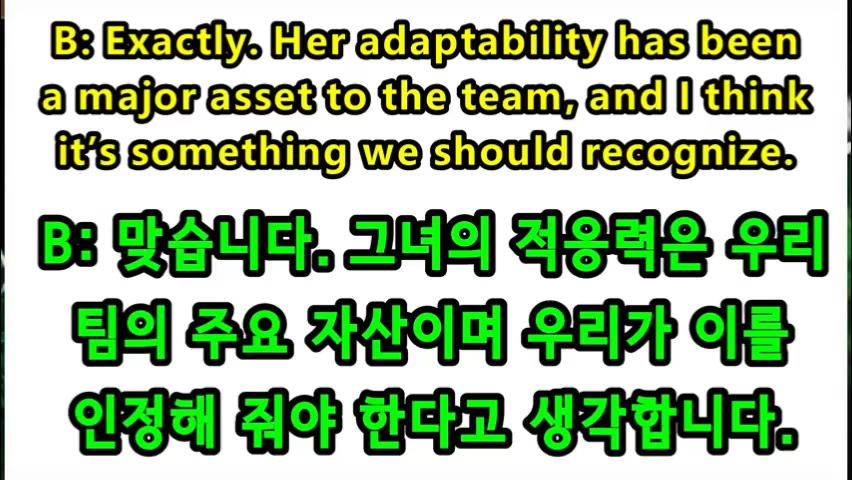 B: Exactly. Her adaptability has been
a major asset to the team, and I think
it’s something we should recognize.
B: 맞습니다. 그녀의 적응력은 우리
팀의 주요 자산이며 우리가 이를
인정해 줘야 한다고 생각합니다.